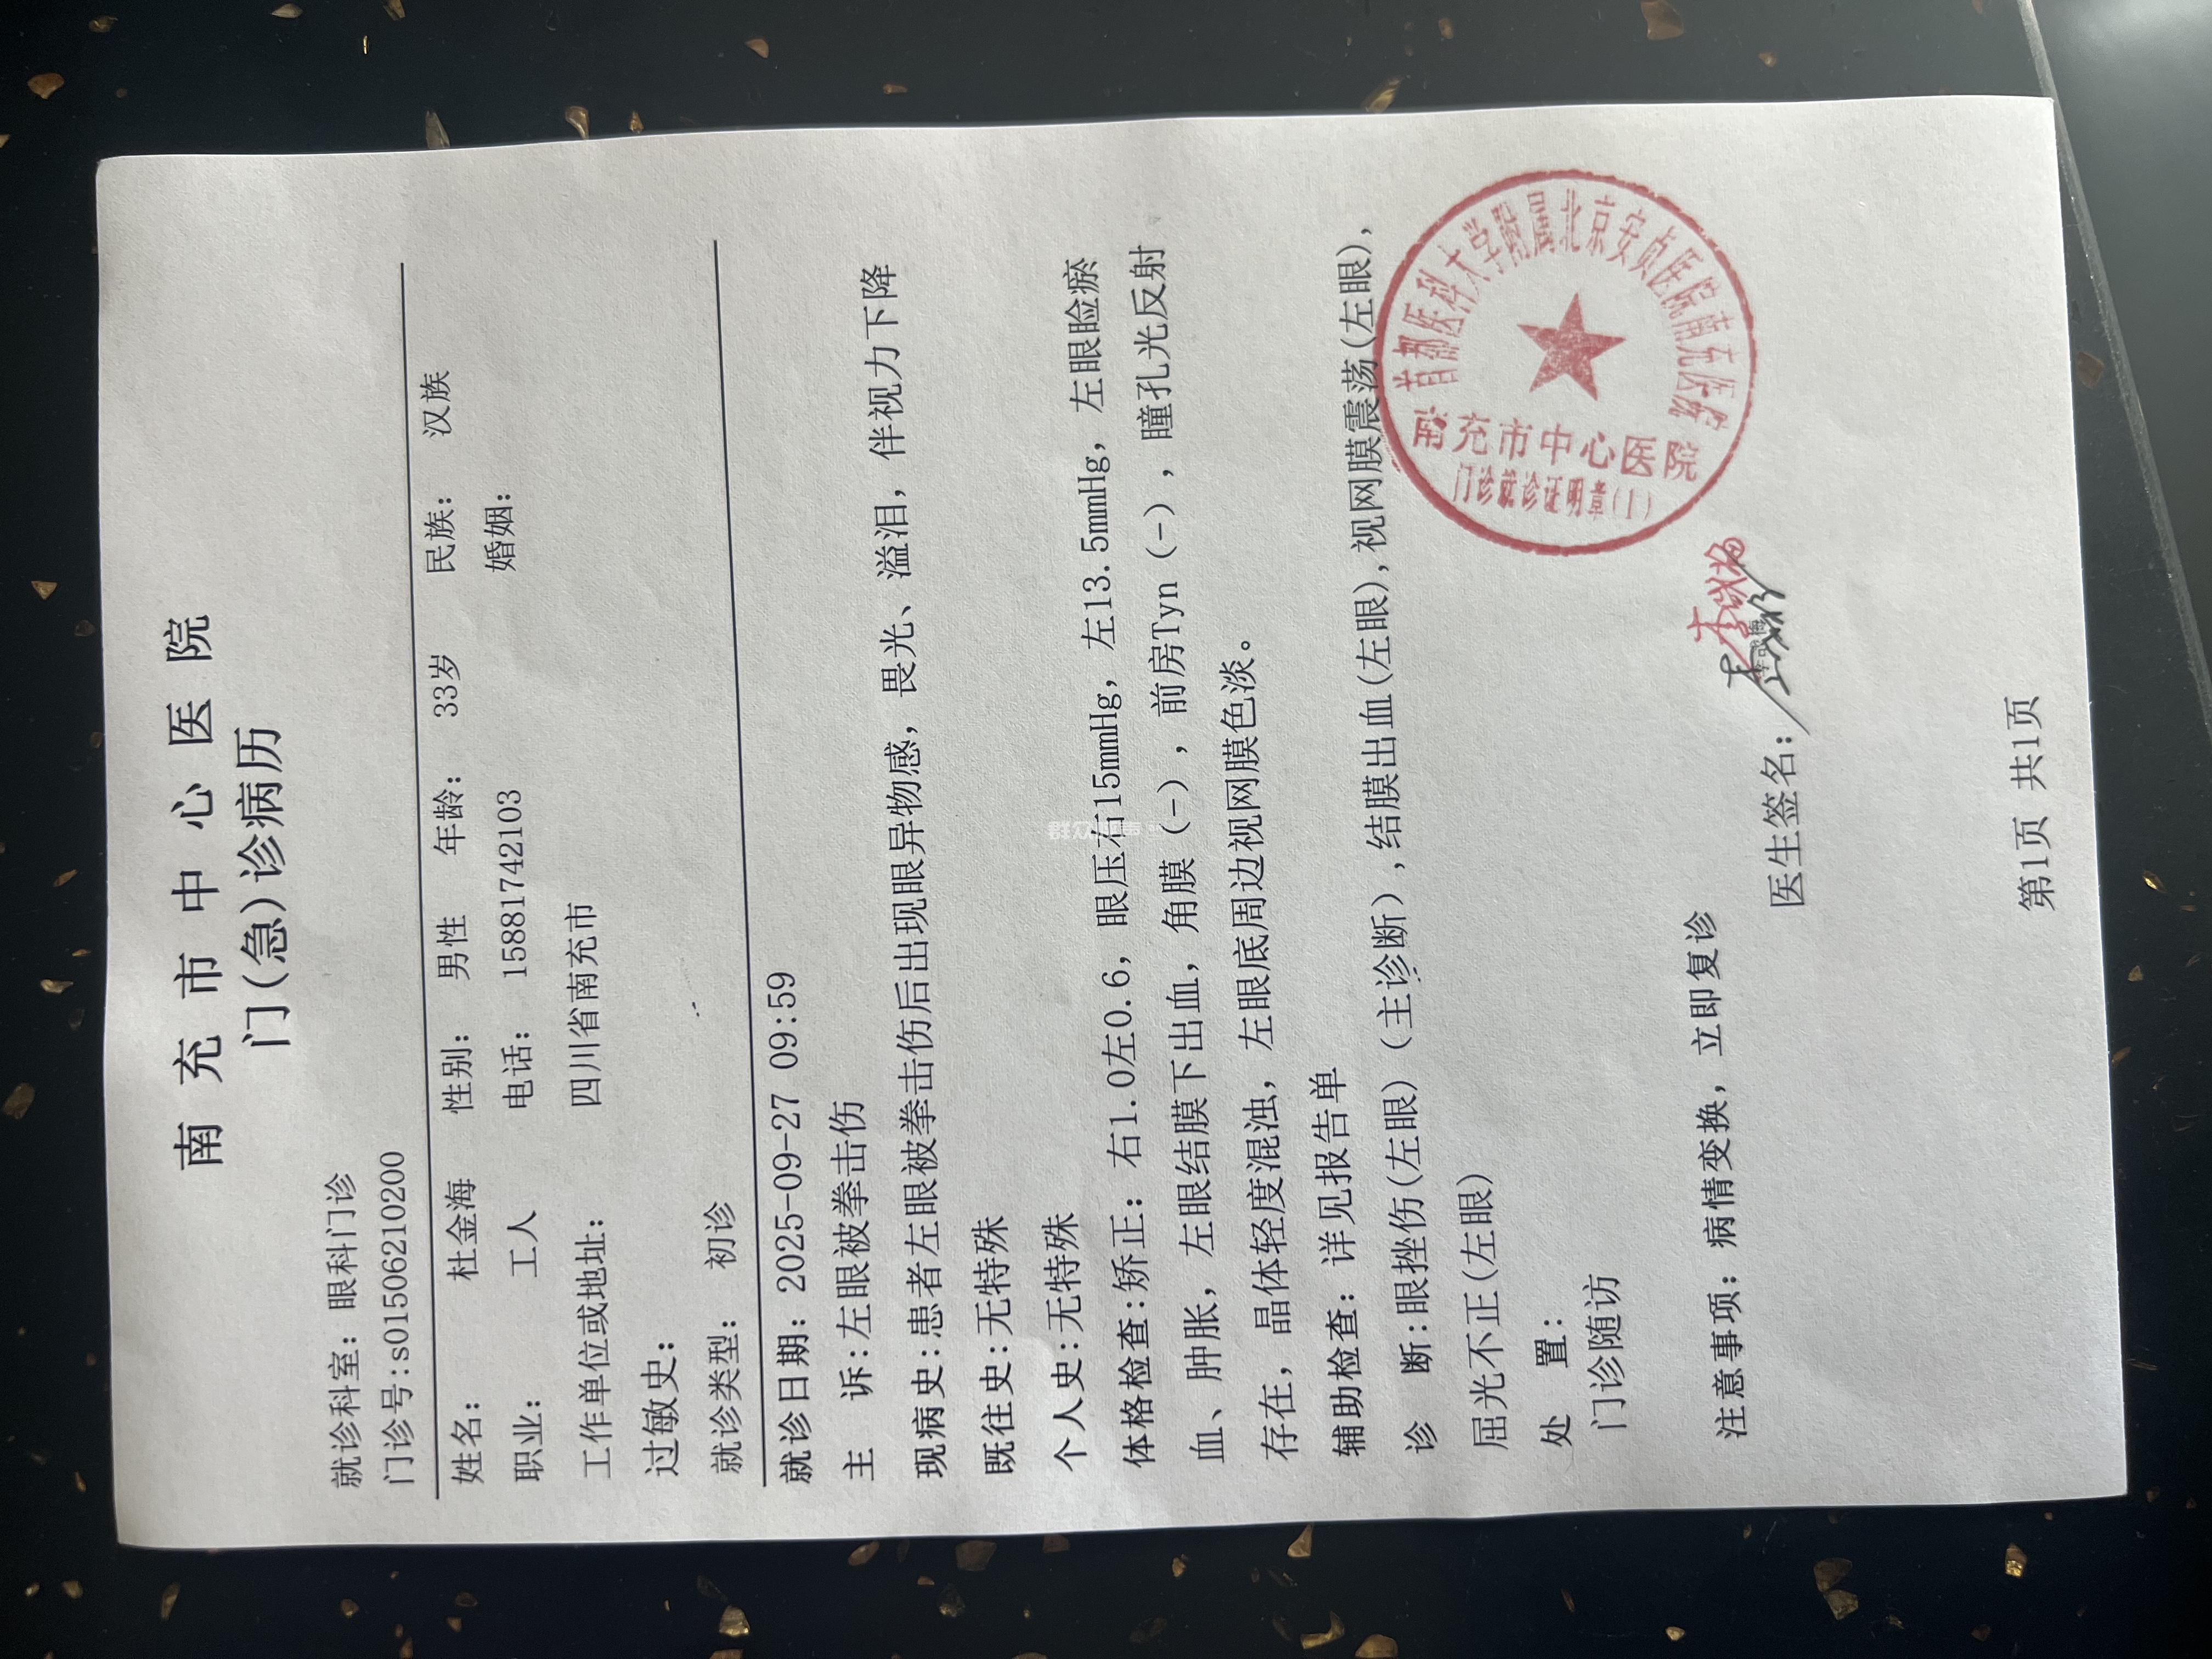 南充市中心医院
门(急)诊病历
就诊科室：眼科门诊
门诊号:s01506210200
姓名： 杜金海 性别： 男性 年龄： 33岁 民族： 汉族
职业： 工人 电话： 15881742103 婚姻：
工作单位或地址： 四川省南充市
过敏史：
就诊类型： 初诊
就诊日期：2025-09-27 09:59
主 诉:左眼被拳击伤
现病史:患者左眼被拳击伤后出现眼异物感，畏光、溢泪，伴视力下降
既往史:无特殊
个人史:无特殊
体格检查:矫正：右1.0左0.6，眼压右15mmHg，左13.5mmHg，左眼睑瘀
血、肿胀，左眼结膜下出血，角膜（-），前房Tyn（-），瞳孔光反射
存在，晶体轻度混浊，左眼底周边视网膜色淡。
辅助检查：详见报告单
诊 断:眼挫伤(左眼)（主诊断）,结膜出血(左眼),视网膜震荡(左眼),
屈光不正(左眼)
处 置：
门诊随访
注意事项：病情变换，立即复诊
医生签名：
首都医科大学附属北京安贞医院南充医院
南充市中心医院
门诊就诊证明章(1)
第1页 共1页